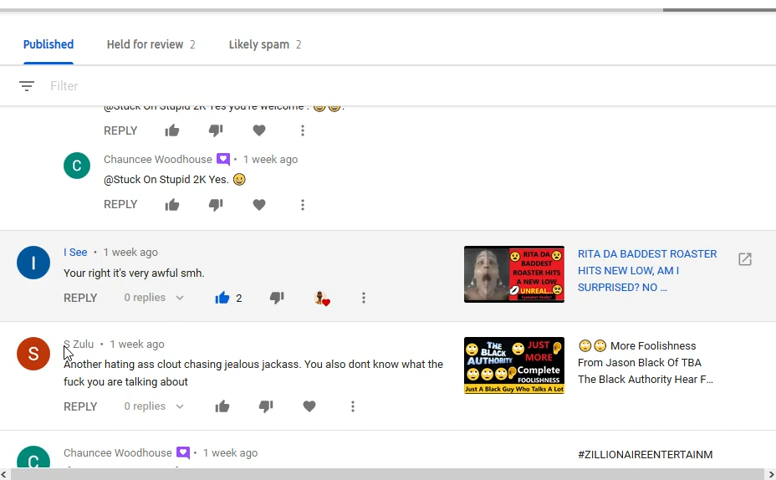 Published Held for review 2 Likely spam 2
Filter
@Stuck On Stupid 2K Yes you're welcome .
REPLY
C
Chauncee Woodhouse • 1 week ago
@Stuck On Stupid 2K Yes.
REPLY
I
I See • 1 week ago
Your right it's very awful smh.
REPLY 0 replies 2
RITA DA
BADDEST
ROASTER
HITS
A NEW
LOW
UNREAL
RITA DA BADDEST ROASTER
HITS NEW LOW, AM I
SURPRISED? NO ...
S
S Zulu • 1 week ago
Another hating ass clout chasing jealous jackass. You also dont know what the
fuck you are talking about
REPLY 0 replies
THE
BLACK
AUTHORITY
JUST
MORE
Complete
FOOLISHNESS
Just A Black Guy Who Talks A Lot
More Foolishness
From Jason Black Of TBA
The Black Authority Hear F...
C
Chauncee Woodhouse • 1 week ago
#ZILLIONAIREENTERTAINM